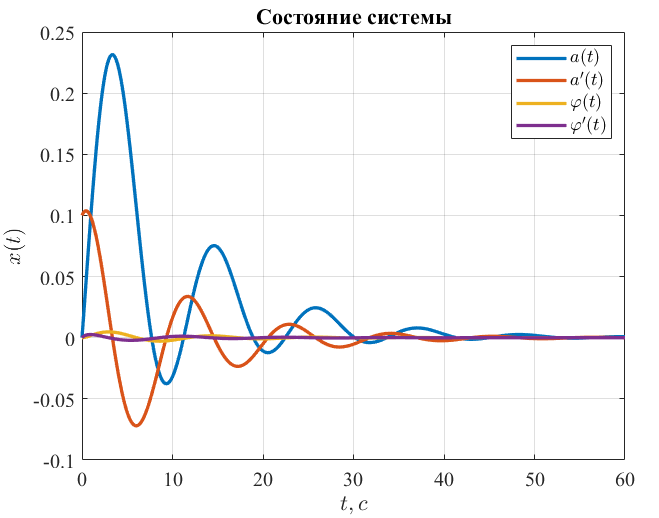 Состояние системы
0.25
0.2
0.15
0.1
0.05
0
-0.05
-0.1
x(t)
a(t)
a′(t)
φ(t)
φ′(t)
0 10 20 30 40 50 60
t, c